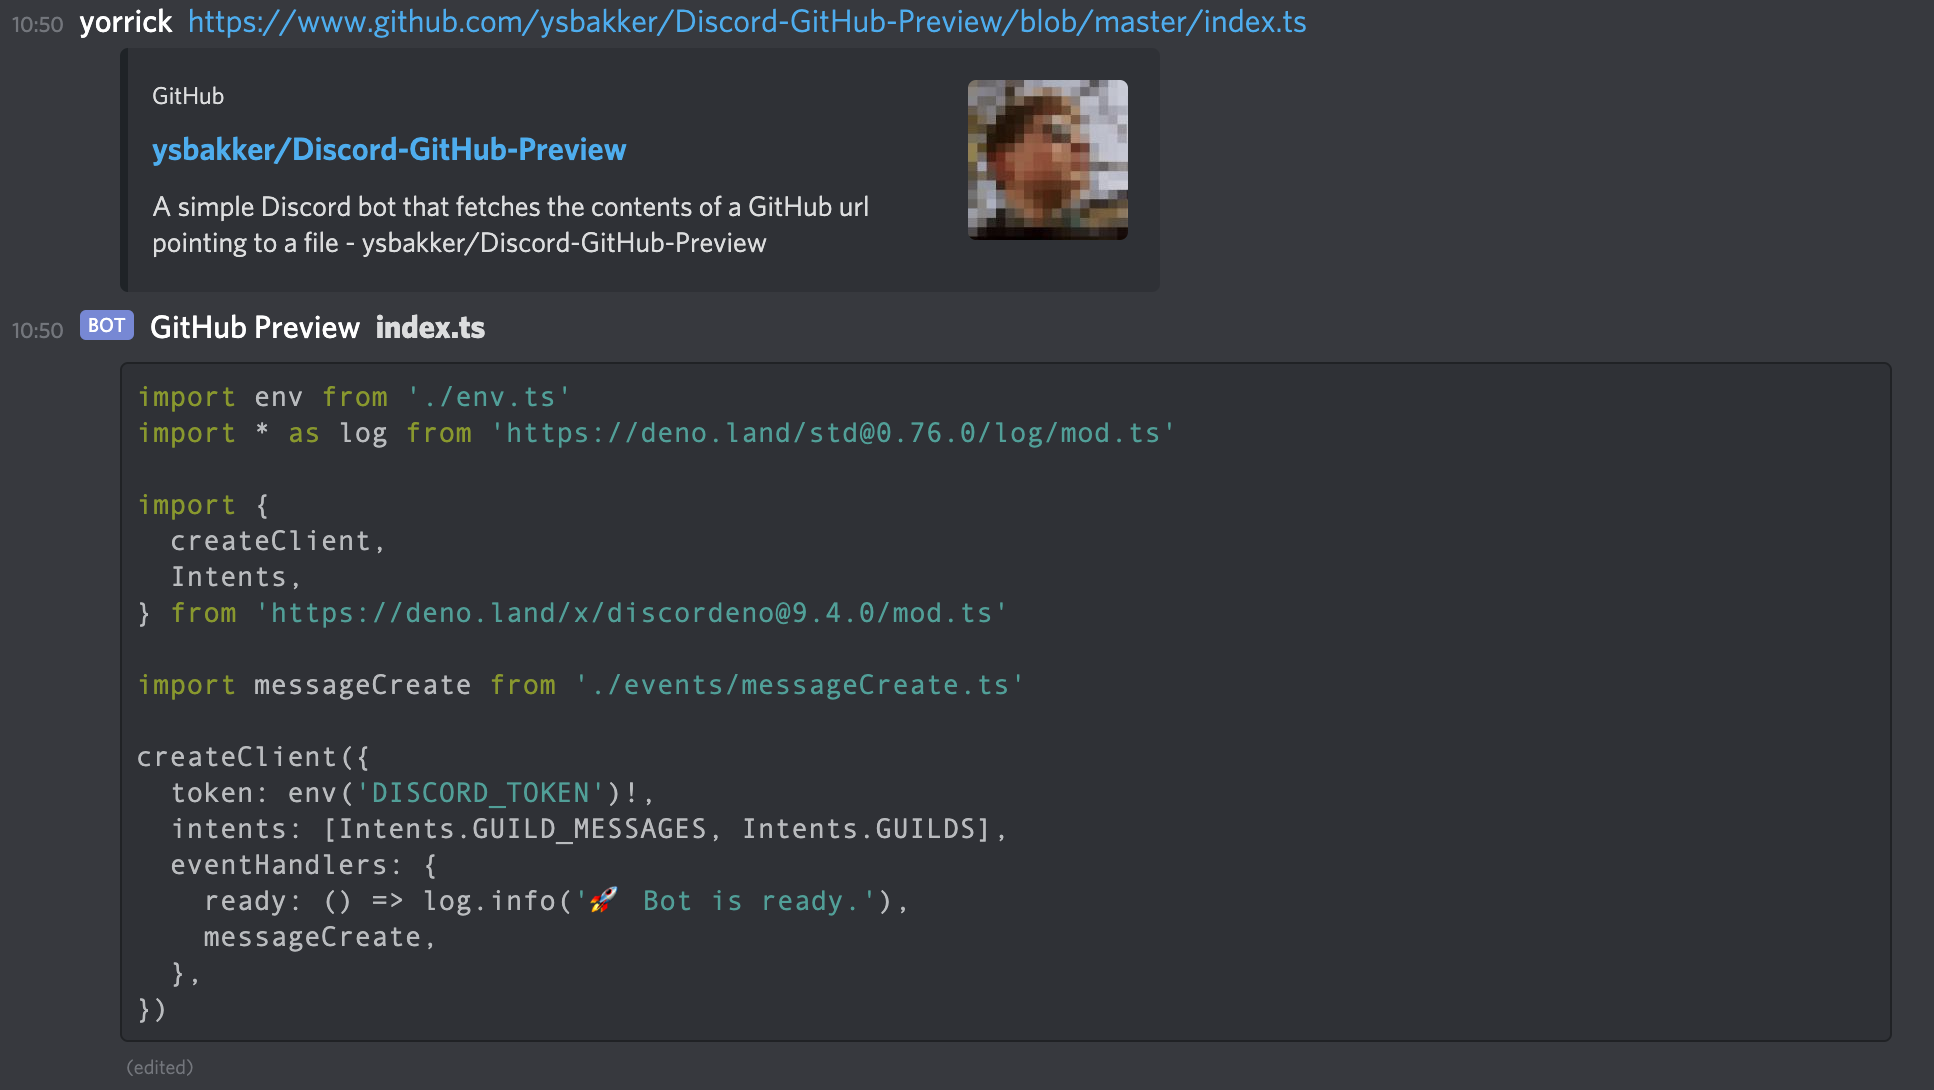 10:50 yorrick https://www.github.com/ysbakker/Discord-GitHub-Preview/blob/master/index.ts
GitHub
ysbakker/Discord-GitHub-Preview
A simple Discord bot that fetches the contents of a GitHub url
pointing to a file - ysbakker/Discord-GitHub-Preview
10:50 BOT GitHub Preview index.ts
import env from './env.ts'
import * as log from 'https://deno.land/std@0.76.0/log/mod.ts'
import {
  createClient,
  Intents,
} from 'https://deno.land/x/discordeno@9.4.0/mod.ts'
import messageCreate from './events/messageCreate.ts'
createClient({
  token: env('DISCORD_TOKEN')!,
  intents: [Intents.GUILD_MESSAGES, Intents.GUILDS],
  eventHandlers: {
    ready: () => log.info('🚀 Bot is ready.'),
    messageCreate,
  },
})
(edited)